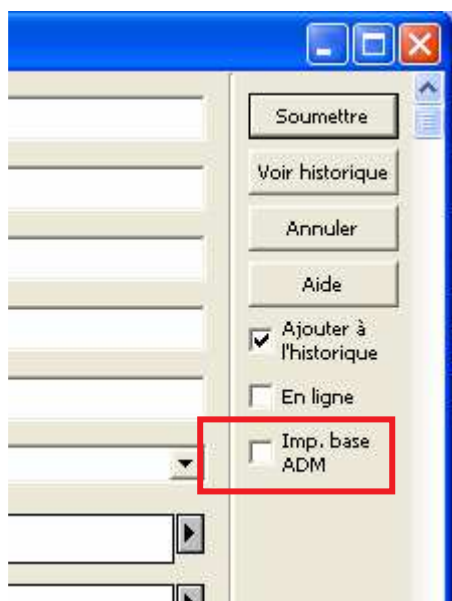 Soumettre
Voir historique
Annuler
Aide
Ajouter à
l'historique
En ligne
Imp. base
ADM